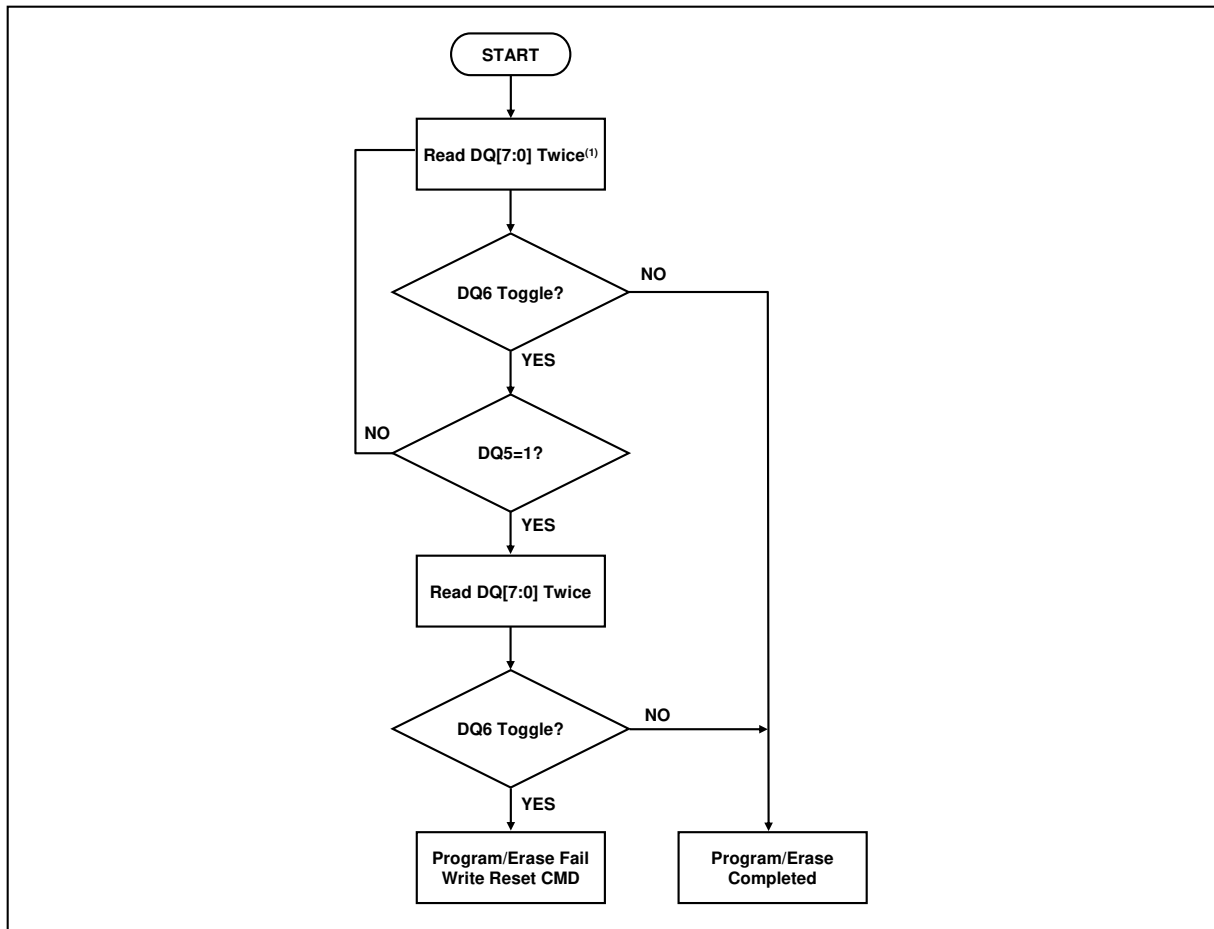 START
Read DQ[7:0] Twice(1)
DQ6 Toggle?
NO
YES
DQ5=1?
NO
YES
Read DQ[7:0] Twice
DQ6 Toggle?
NO
YES
Program/Erase Fail
Write Reset CMD
Program/Erase
Completed